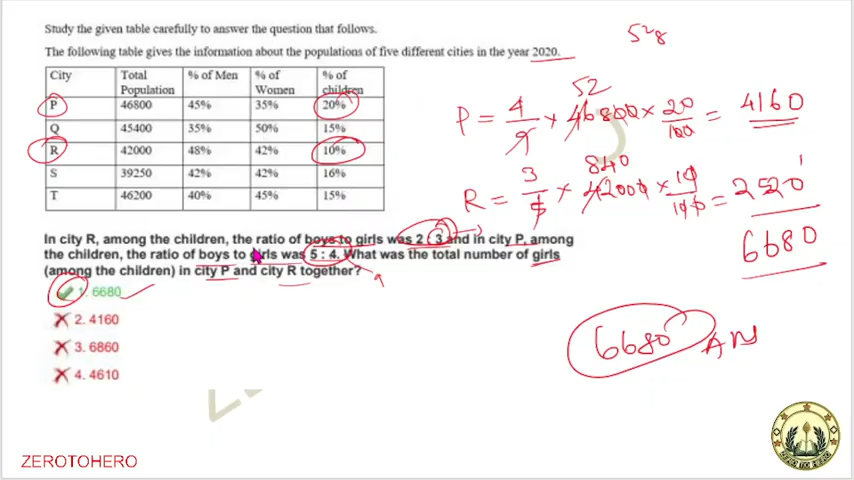 Study the given table carefully to answer the question that follows.
The following table gives the information about the populations of five different cities in the year 2020.
City Total Population % of Men % of Women % of children
P 46800 45% 35% 20%
Q 45400 35% 50% 15%
R 42000 48% 42% 10%
S 39250 42% 42% 16%
T 46200 40% 45% 15%
In city R, among the children, the ratio of boys to girls was 2 : 3 and in city P, among
the children, the ratio of boys to girls was 5 : 4. What was the total number of girls
(among the children) in city P and city R together?
9
1. 6680
2. 4160
3. 6860
4. 4610
528
52
P = 4/9 × 46800 × 20/100 = 4160
840
R = 3/5 × 42000 × 10/100 = 2520
1
6680
6680 Ans
ZEROTOHERO